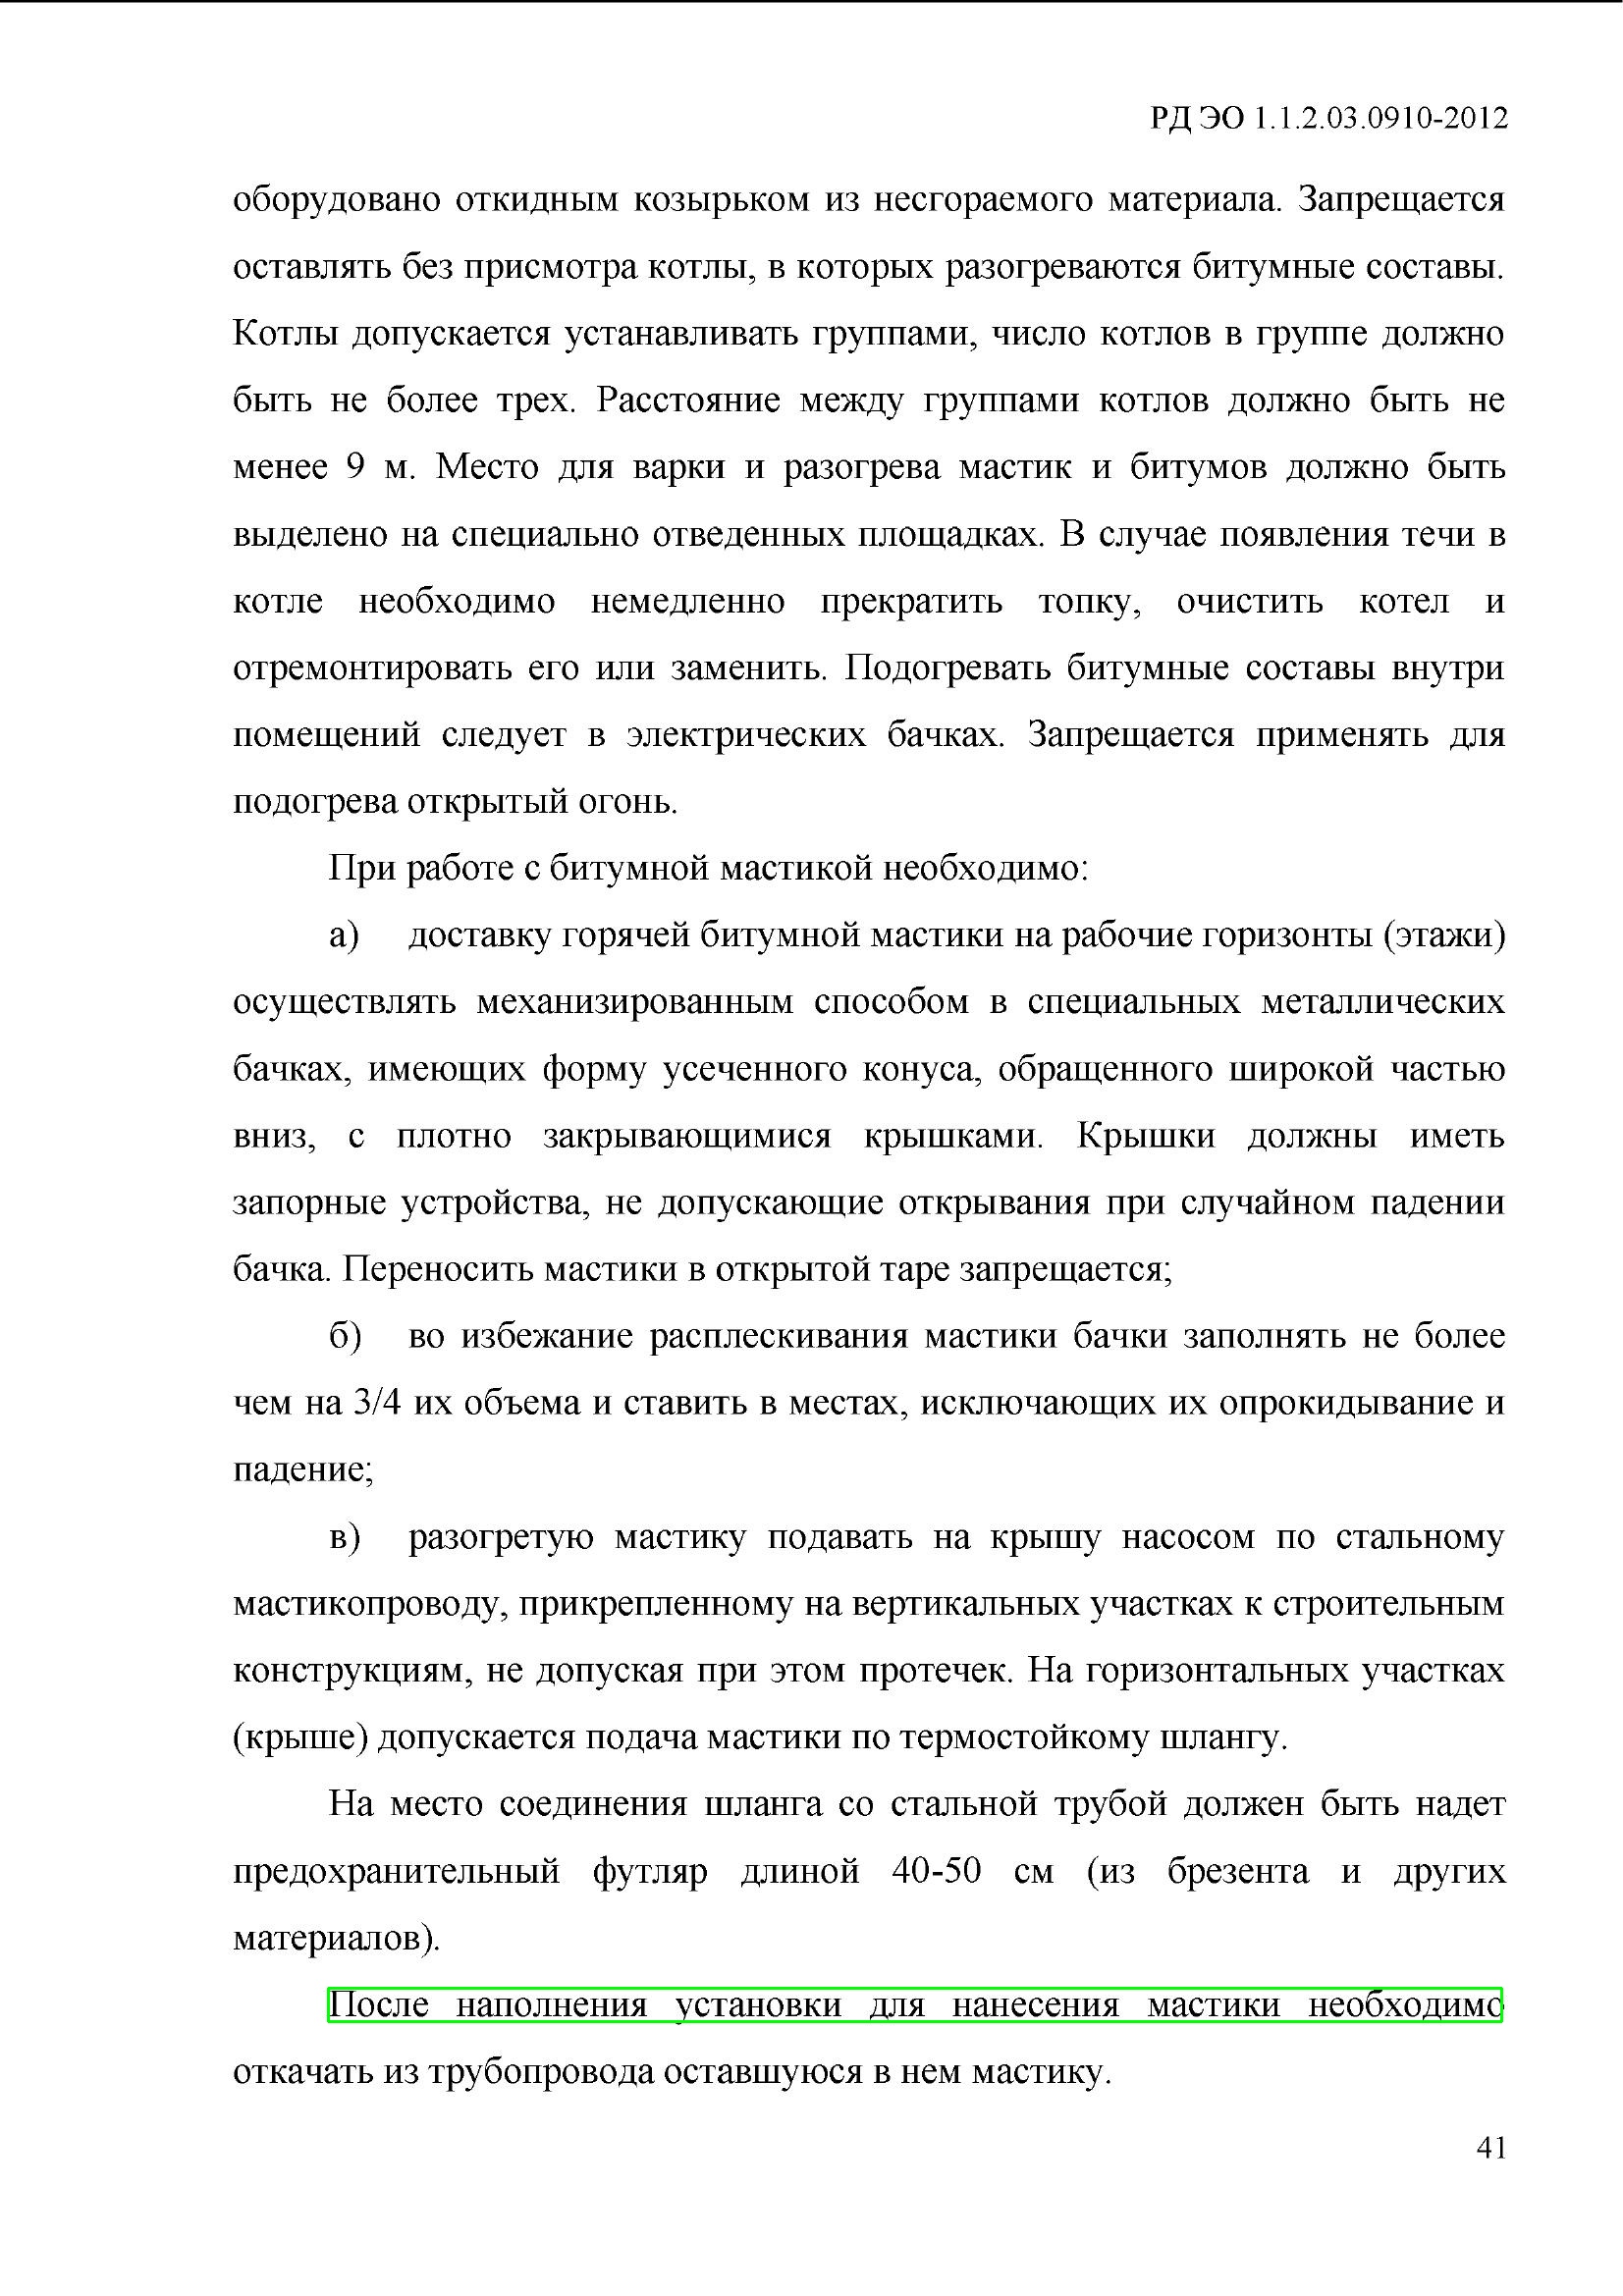 РД ЭО 1.1.2.03.0910-2012
оборудовано откидным козырьком из несгораемого материала. Запрещается
оставлять без присмотра котлы, в которых разогреваются битумные составы.
Котлы допускается устанавливать группами, число котлов в группе должно
быть не более трех. Расстояние между группами котлов должно быть не
менее 9 м. Место для варки и разогрева мастик и битумов должно быть
выделено на специально отведенных площадках. В случае появления течи в
котле необходимо немедленно прекратить топку, очистить котел и
отремонтировать его или заменить. Подогревать битумные составы внутри
помещений следует в электрических бачках. Запрещается применять для
подогрева открытый огонь.
При работе с битумной мастикой необходимо:
а) доставку горячей битумной мастики на рабочие горизонты (этажи)
осуществлять механизированным способом в специальных металлических
бачках, имеющих форму усеченного конуса, обращенного широкой частью
вниз, с плотно закрывающимися крышками. Крышки должны иметь
запорные устройства, не допускающие открывания при случайном падении
бачка. Переносить мастики в открытой таре запрещается;
б) во избежание расплескивания мастики бачки заполнять не более
чем на 3/4 их объема и ставить в местах, исключающих их опрокидывание и
падение;
в) разогретую мастику подавать на крышу насосом по стальному
мастикопроводу, прикрепленному на вертикальных участках к строительным
конструкциям, не допуская при этом протечек. На горизонтальных участках
(крыше) допускается подача мастики по термостойкому шлангу.
На место соединения шланга со стальной трубой должен быть надет
предохранительный футляр длиной 40-50 см (из брезента и других
материалов).
После наполнения установки для нанесения мастики необходимо
откачать из трубопровода оставшуюся в нем мастику.
41